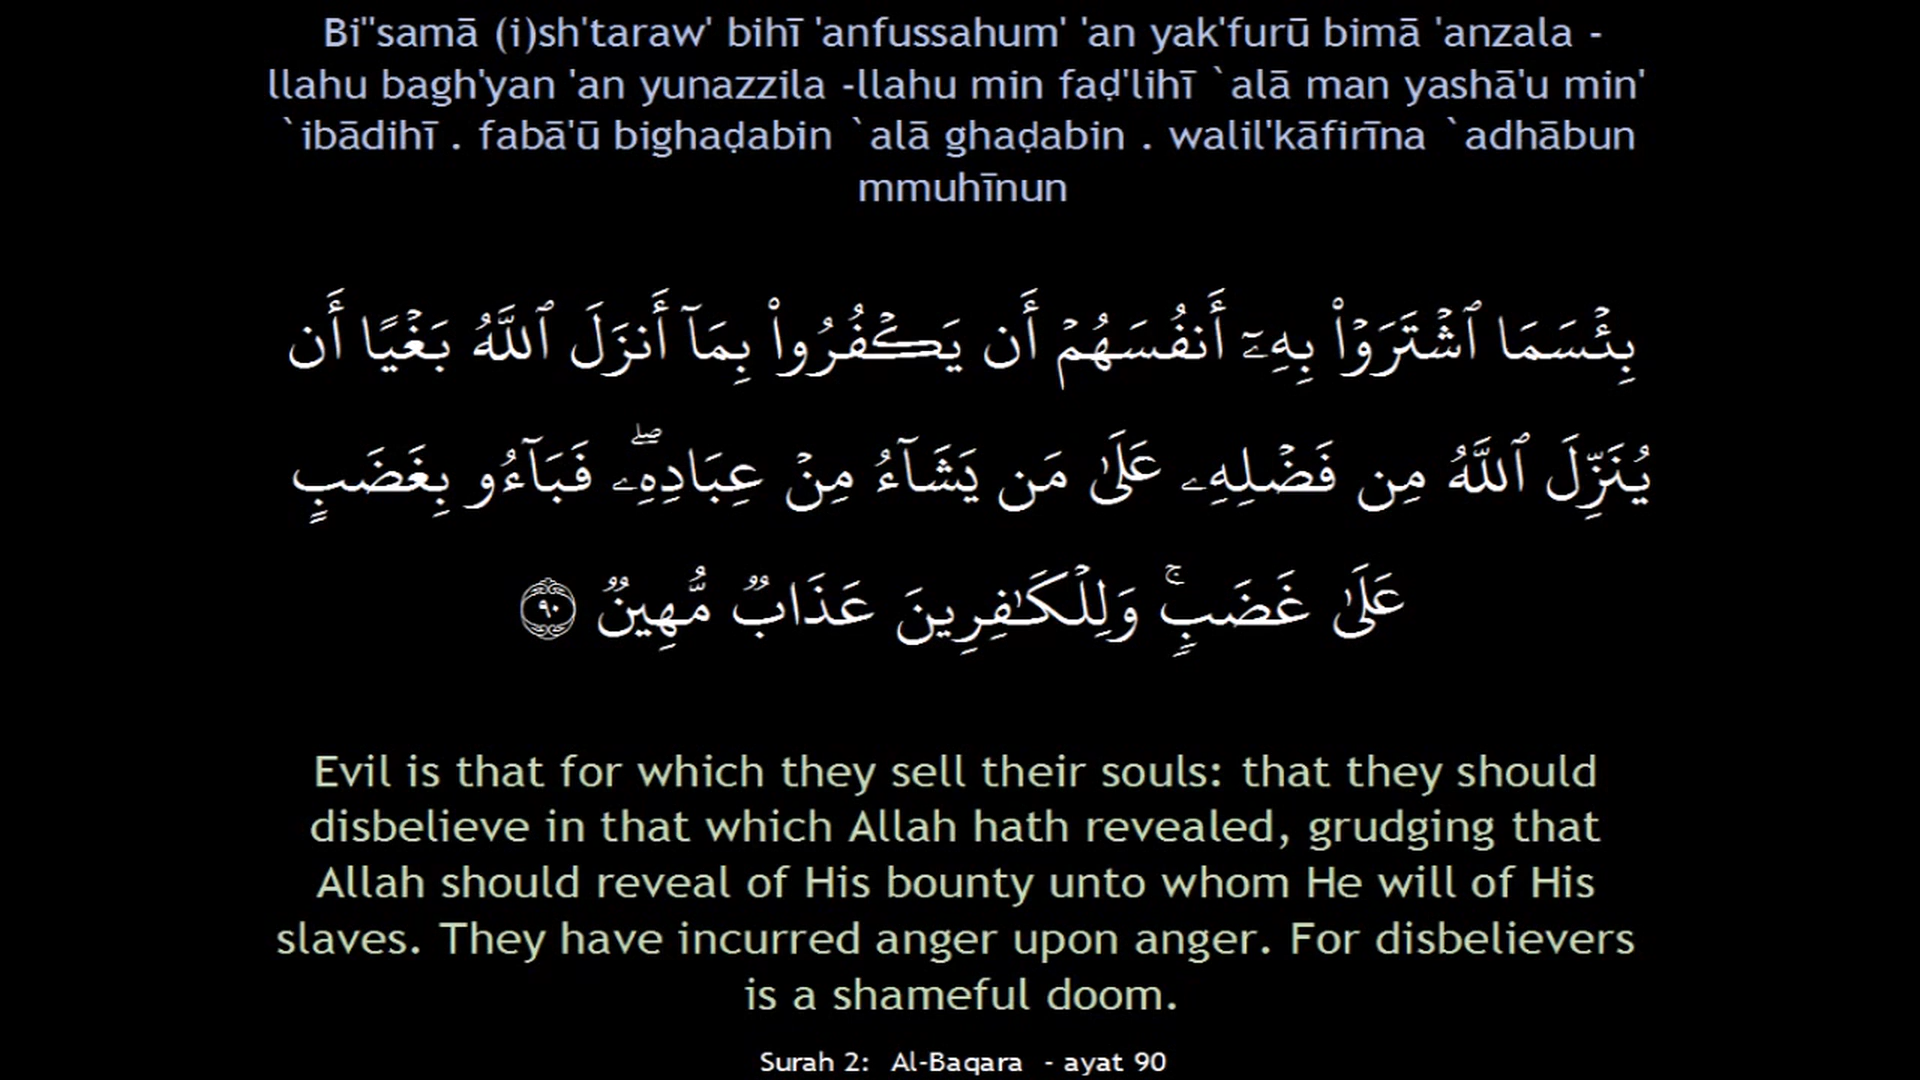 Bi''samā (i)sh'taraw' bihī 'anfussahum' 'an yak'furū bimā 'anzala -
llahu bagh'yan 'an yunazzila -llahu min faḍ'lihī `alā man yashā'u min'
`ibādihī . fabā'ū bighaḍabin `alā ghaḍabin . walil'kāfirīna `adhābun
mmuhīnun
بِئۡسَمَا ٱشۡتَرَوۡاْ بِهِۦٓ أَنفُسَهُمۡ أَن يَكۡفُرُواْ بِمَآ أَنزَلَ ٱللَّهُ بَغۡيًا أَن
يُنَزِّلَ ٱللَّهُ مِن فَضۡلِهِۦ عَلَىٰ مَن يَشَآءُ مِنۡ عِبَادِهِۦۖ فَبَآءُو بِغَضَبٍ
عَلَىٰ غَضَبٍۚ وَلِلۡكَٰفِرِينَ عَذَابٌ مُّهِينٌ ٩٠
Evil is that for which they sell their souls: that they should
disbelieve in that which Allah hath revealed, grudging that
Allah should reveal of His bounty unto whom He will of His
slaves. They have incurred anger upon anger. For disbelievers
is a shameful doom.
Surah 2: Al-Baqara - ayat 90